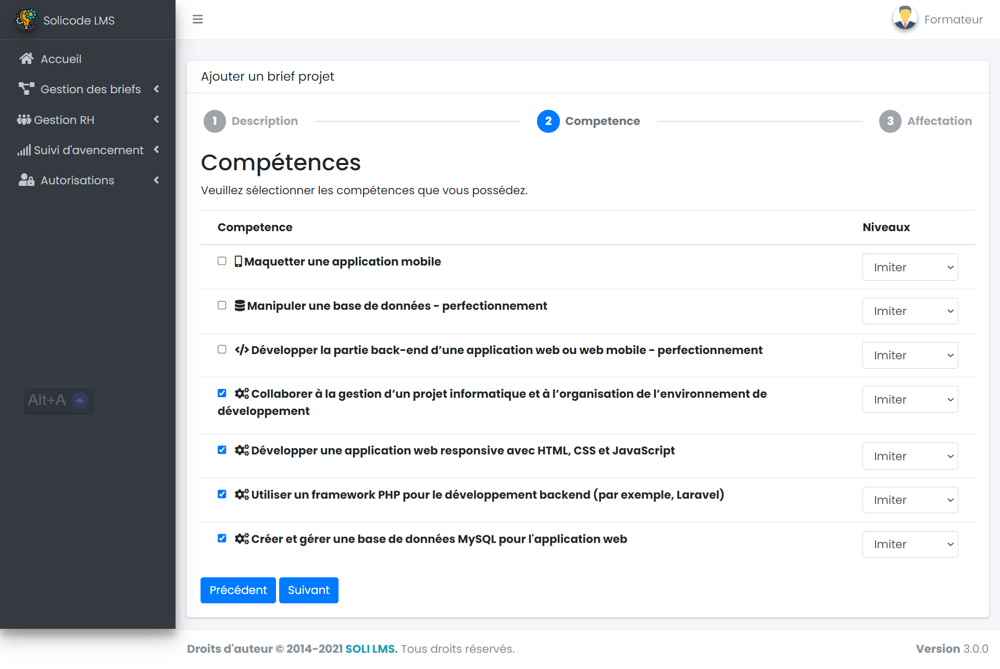 Solicode LMS
Formateur
Accueil
Gestion des briefs
Gestion RH
Suivi d'avencement
Autorisations
Alt+A
Ajouter un brief projet
1 Description
2 Competence
3 Affectation
Compétences
Veuillez sélectionner les compétences que vous possédez.
Competence Niveaux
Maquetter une application mobile Imiter
Manipuler une base de données - perfectionnement Imiter
Développer la partie back-end d’une application web ou web mobile - perfectionnement Imiter
Collaborer à la gestion d’un projet informatique et à l’organisation de l’environnement de Imiter
développement
Développer une application web responsive avec HTML, CSS et JavaScript Imiter
Utiliser un framework PHP pour le développement backend (par exemple, Laravel) Imiter
Créer et gérer une base de données MySQL pour l'application web Imiter
Précédent Suivant
Droits d'auteur © 2014-2021 SOLI LMS. Tous droits réservés. Version 3.0.0